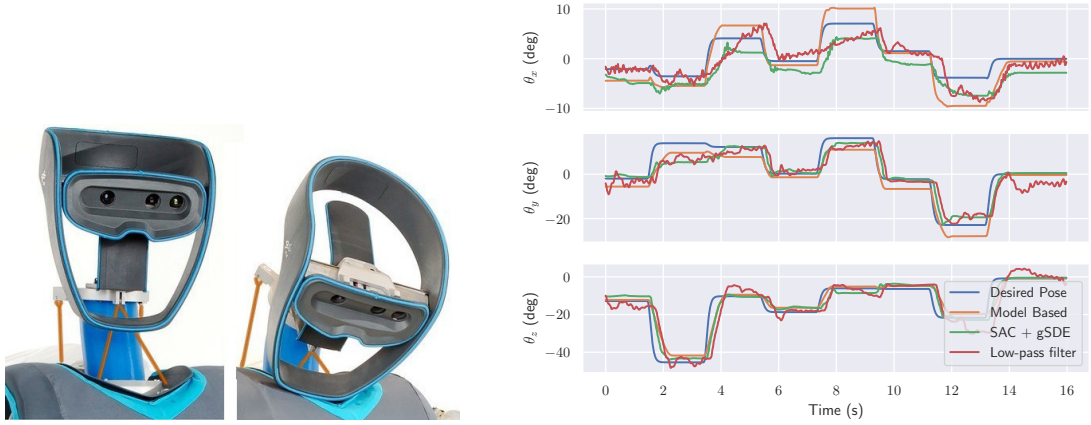 10
0
−10
θx (deg)
0
−20
θy (deg)
0
−20
−40
θz (deg)
Desired Pose
Model Based
SAC + gSDE
Low-pass filter
0 2 4 6 8 10 12 14 16
Time (s)